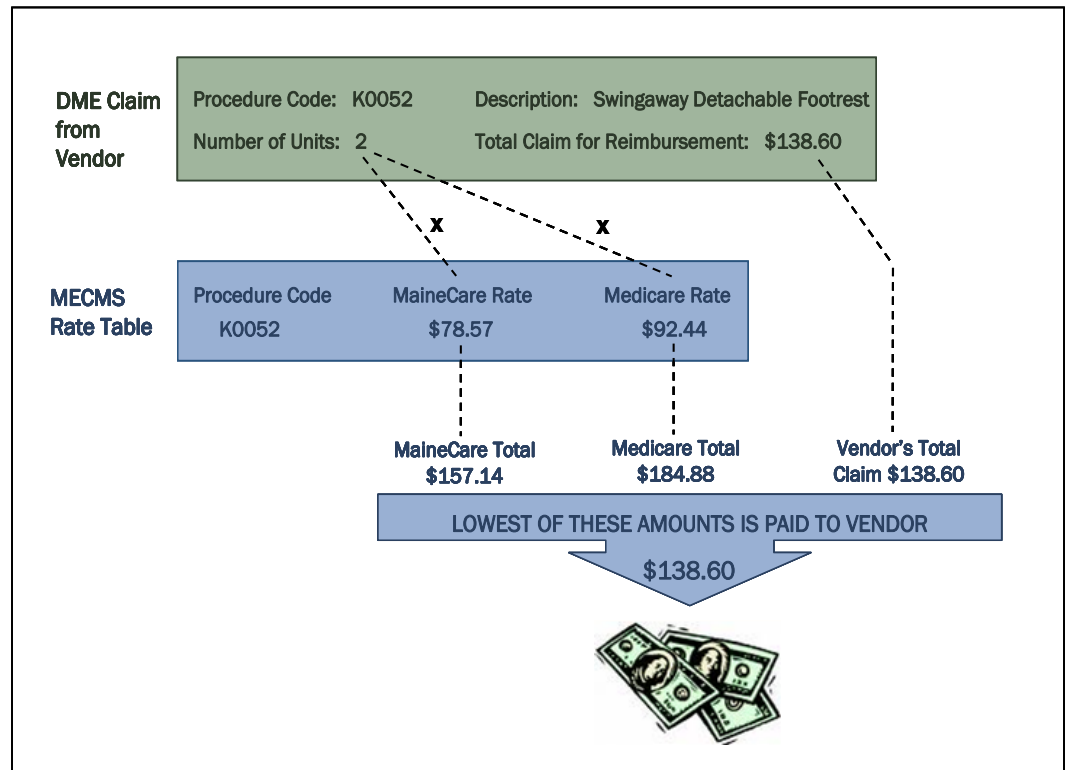 DME Claim
from
Vendor
Procedure Code: K0052 Description: Swingaway Detachable Footrest
Number of Units: 2 Total Claim for Reimbursement: $138.60
x x
MECMS
Rate Table
Procedure Code MaineCare Rate Medicare Rate
K0052 $78.57 $92.44
MaineCare Total
$157.14
Medicare Total
$184.88
Vendor's Total
Claim $138.60
LOWEST OF THESE AMOUNTS IS PAID TO VENDOR
$138.60